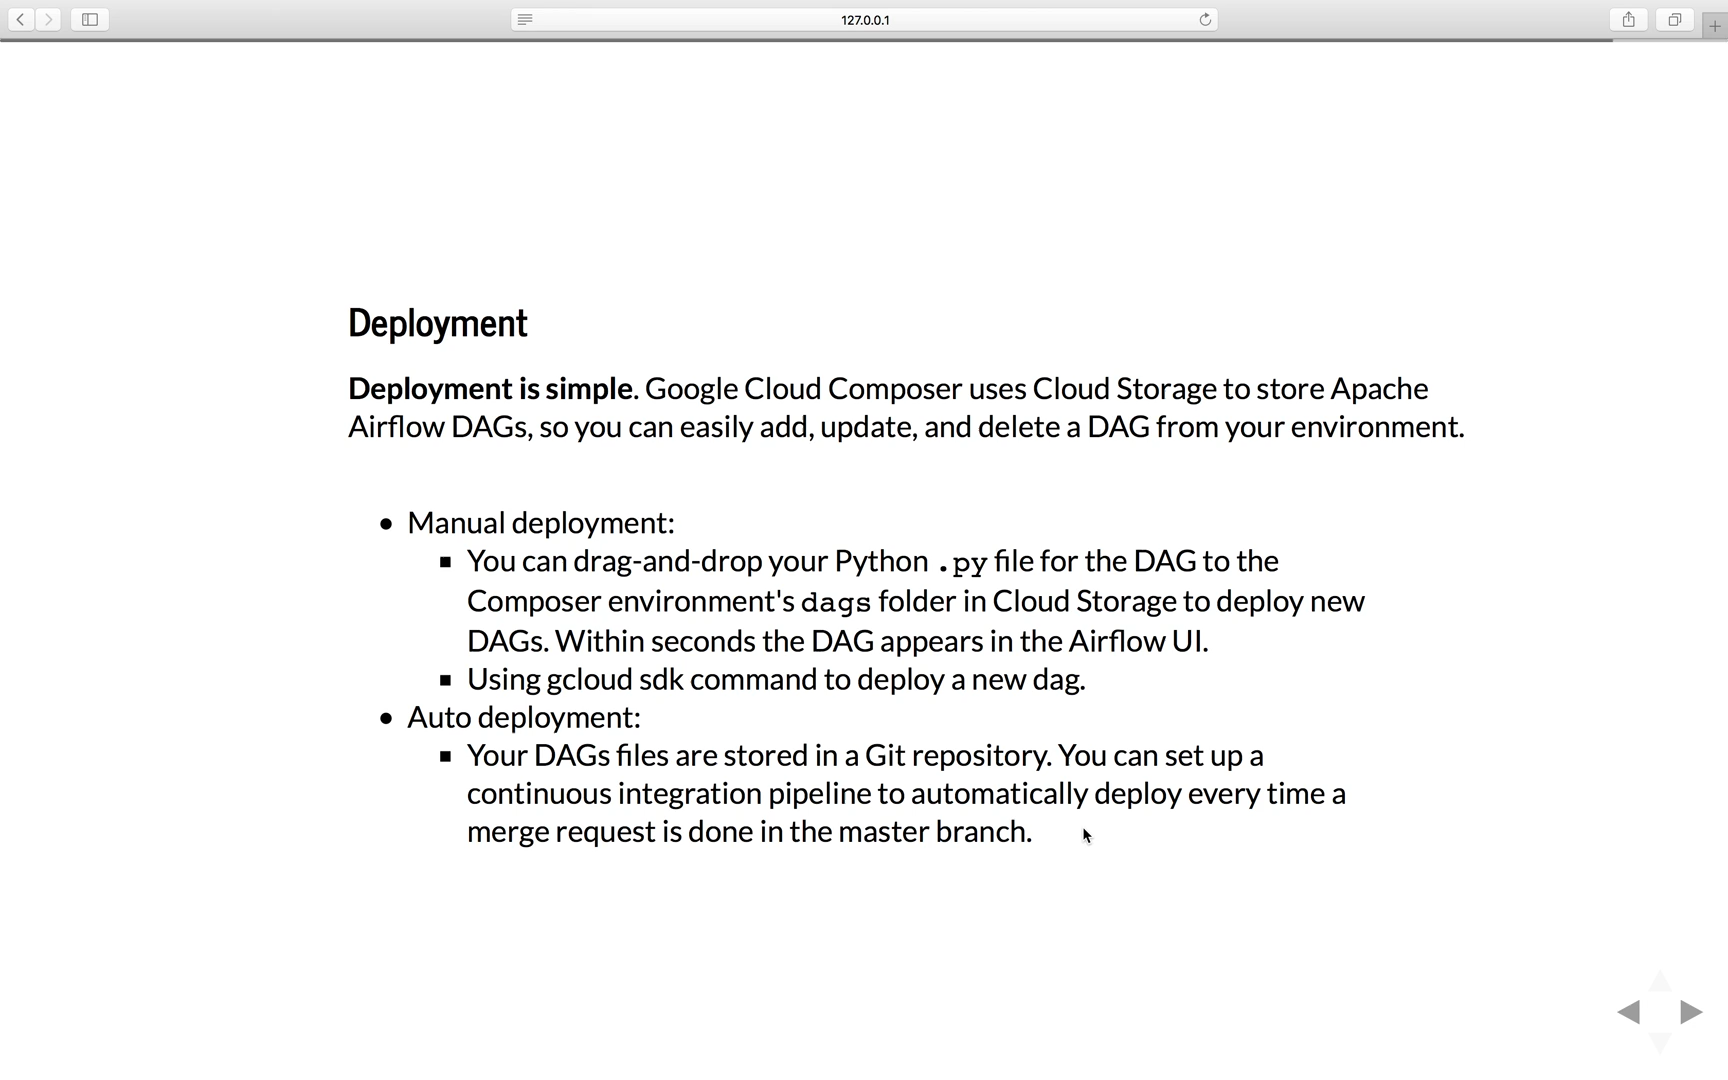 127.0.0.1
Deployment
Deployment is simple. Google Cloud Composer uses Cloud Storage to store Apache
Airflow DAGs, so you can easily add, update, and delete a DAG from your environment.
• Manual deployment:
▪ You can drag-and-drop your Python .py file for the DAG to the
Composer environment's dags folder in Cloud Storage to deploy new
DAGs. Within seconds the DAG appears in the Airflow UI.
▪ Using gcloud sdk command to deploy a new dag.
• Auto deployment:
▪ Your DAGs files are stored in a Git repository. You can set up a
continuous integration pipeline to automatically deploy every time a
merge request is done in the master branch.